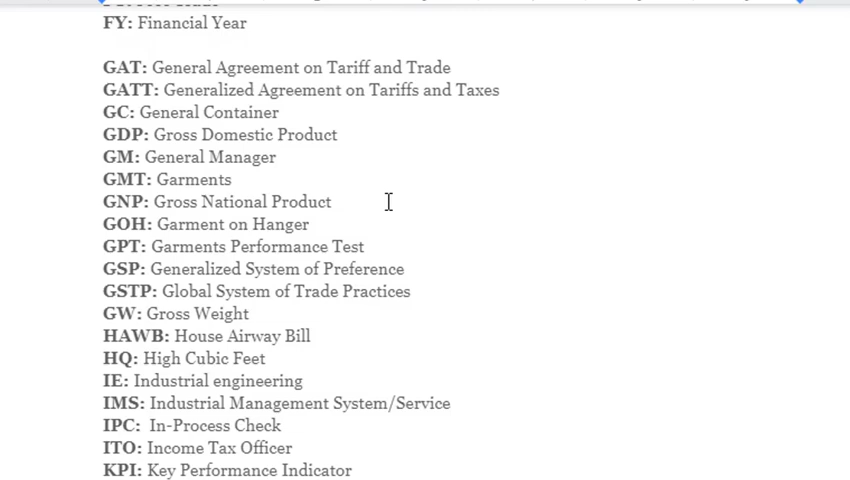 FY: Financial Year
GAT: General Agreement on Tariff and Trade
GATT: Generalized Agreement on Tariffs and Taxes
GC: General Container
GDP: Gross Domestic Product
GM: General Manager
GMT: Garments
GNP: Gross National Product
GOH: Garment on Hanger
GPT: Garments Performance Test
GSP: Generalized System of Preference
GSTP: Global System of Trade Practices
GW: Gross Weight
HAWB: House Airway Bill
HQ: High Cubic Feet
IE: Industrial engineering
IMS: Industrial Management System/Service
IPC: In-Process Check
ITO: Income Tax Officer
KPI: Key Performance Indicator